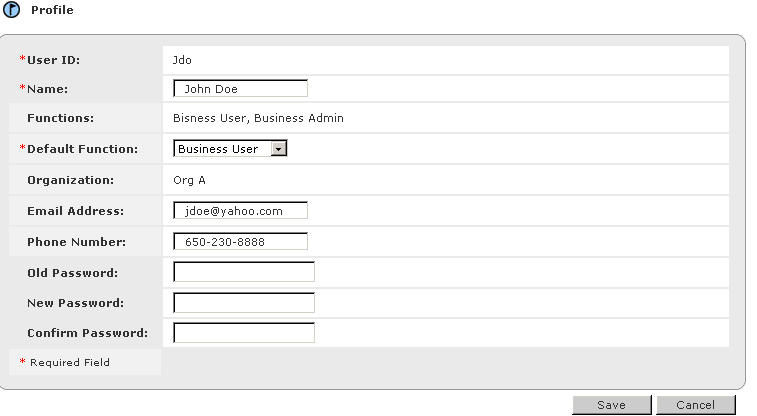 Profile
*User ID: Jdo
*Name: John Doe
Functions: Bisness User, Business Admin
*Default Function: Business User
Organization: Org A
Email Address: jdoe@yahoo.com
Phone Number: 650-230-8888
Old Password:
New Password:
Confirm Password:
* Required Field
Save Cancel